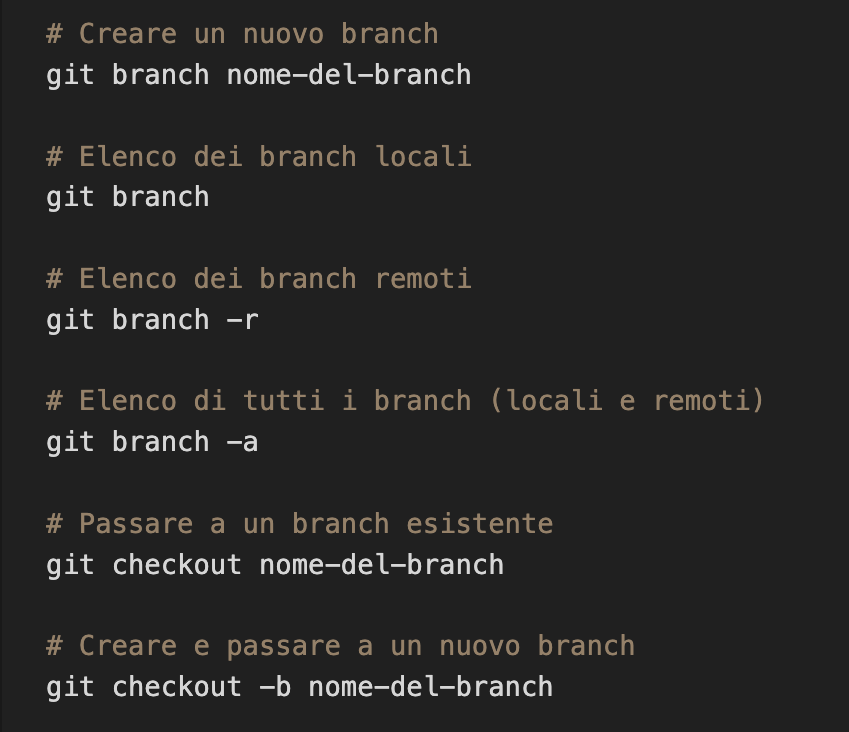 # Creare un nuovo branch
git branch nome-del-branch
# Elenco dei branch locali
git branch
# Elenco dei branch remoti
git branch -r
# Elenco di tutti i branch (locali e remoti)
git branch -a
# Passare a un branch esistente
git checkout nome-del-branch
# Creare e passare a un nuovo branch
git checkout -b nome-del-branch